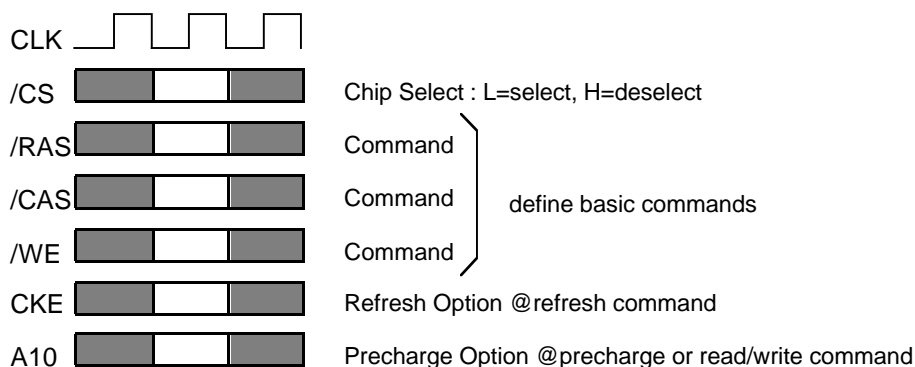 CLK
/CS Chip Select : L=select, H=deselect
/RAS Command
/CAS Command define basic commands
/WE Command
CKE Refresh Option @refresh command
A10 Precharge Option @precharge or read/write command